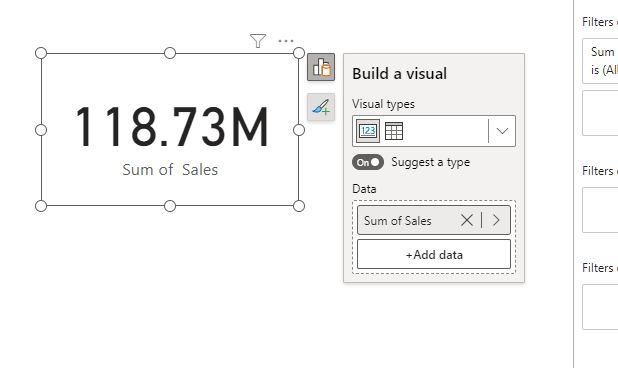 Filters
Sum
is (All
118.73M
Sum of Sales
Build a visual
Visual types
123
On Suggest a type
Data
Sum of Sales
+Add data
Filters
Filters